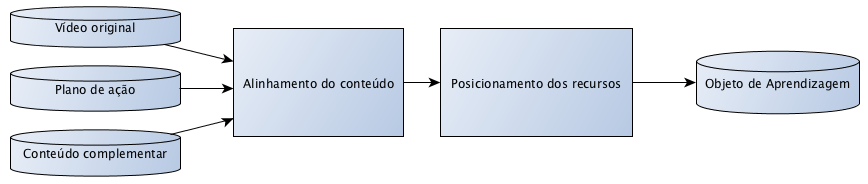 Vídeo original
Plano de ação
Conteúdo complementar
Alinhamento do conteúdo
Posicionamento dos recursos
Objeto de Aprendizagem